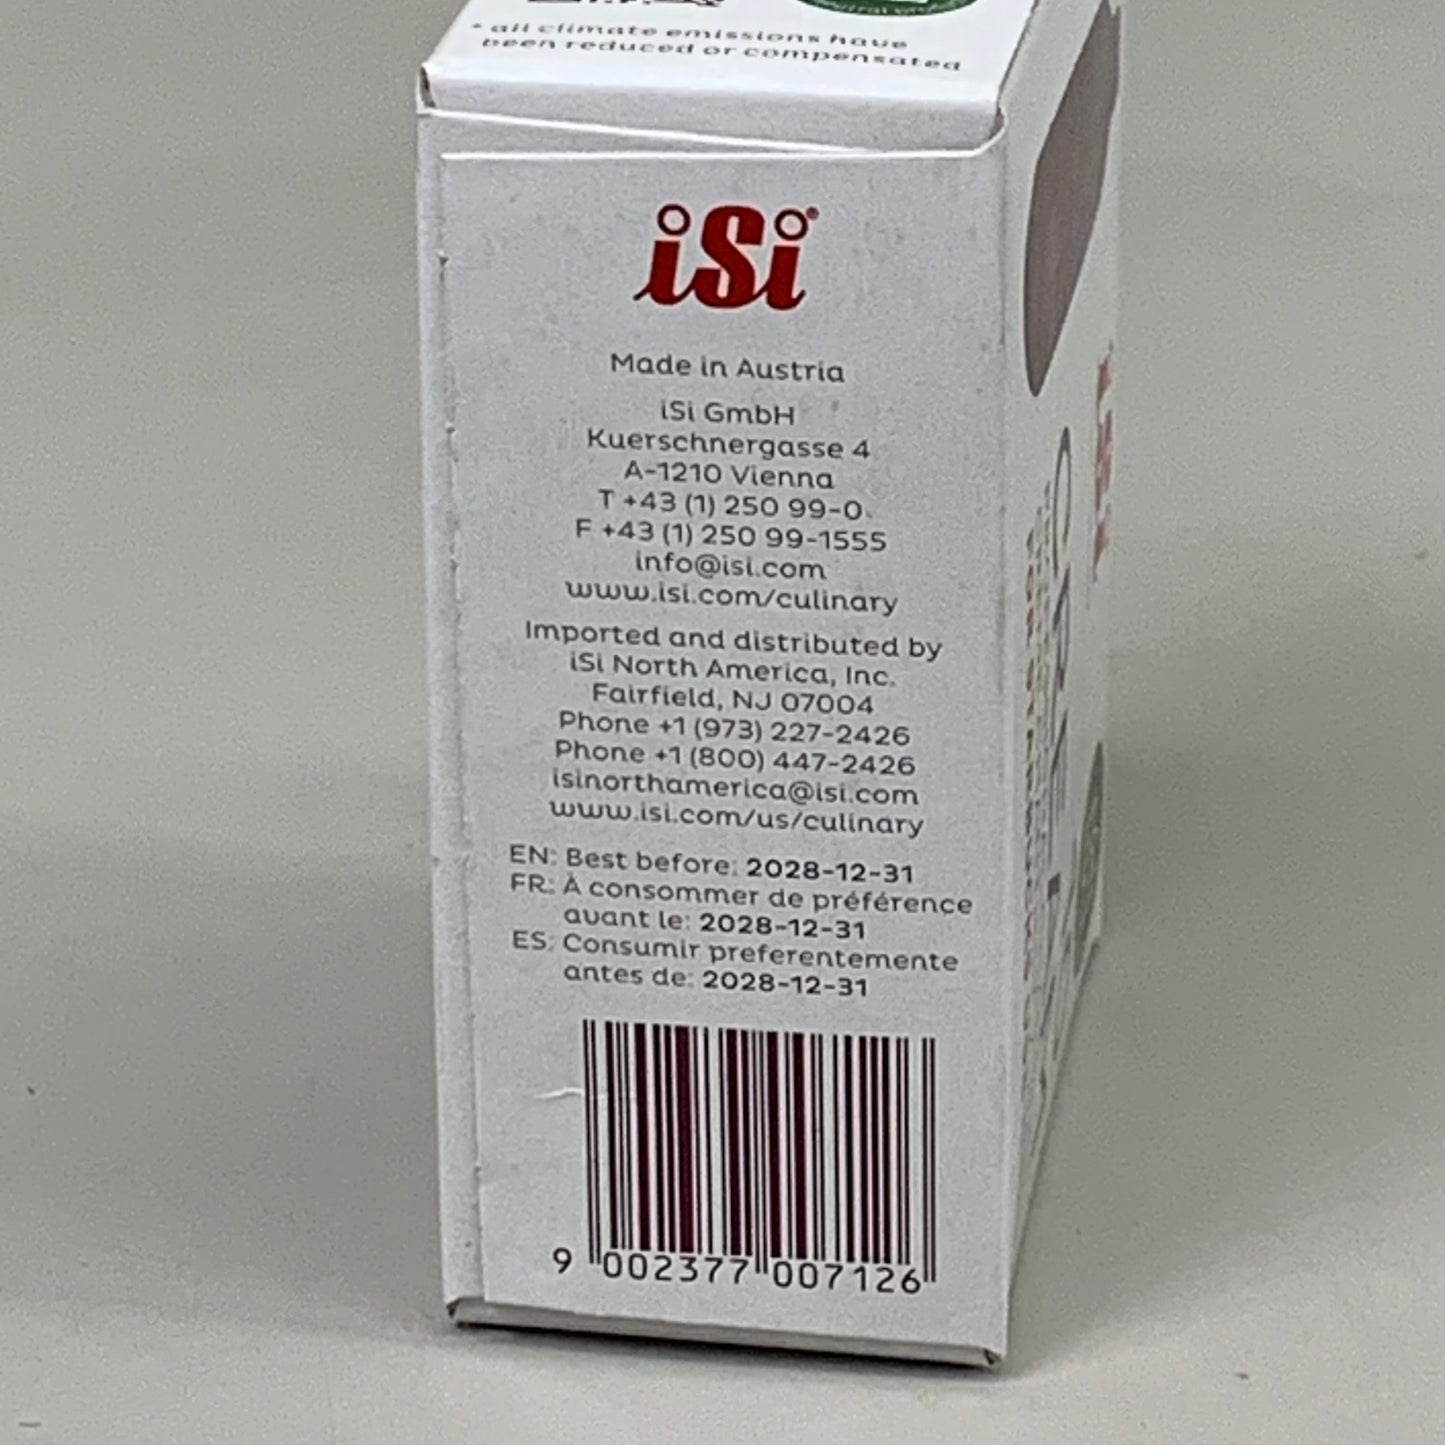 * all climate emissions have
been reduced or compensated
iSi®
Made in Austria
iSi GmbH
Kuerschnergasse 4
A-1210 Vienna
T +43 (1) 250 99-0
F +43 (1) 250 99-1555
info@isi.com
www.isi.com/culinary
Imported and distributed by
iSi North America, Inc.
Fairfield, NJ 07004
Phone +1 (973) 227-2426
Phone +1 (800) 447-2426
isinorthamerica@isi.com
www.isi.com/us/culinary
EN: Best before: 2028-12-31
FR: À consommer de préférence
avant le: 2028-12-31
ES: Consumir preferentemente
antes de: 2028-12-31
9 002377 007126